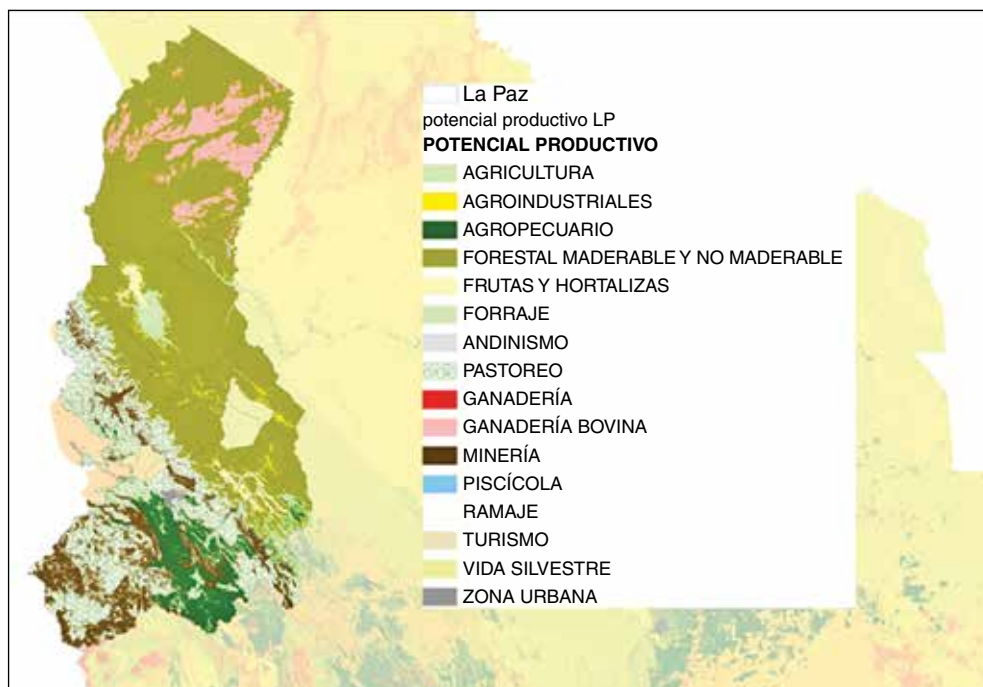 La Paz
potencial productivo LP
POTENCIAL PRODUCTIVO
AGRICULTURA
AGROINDUSTRIALES
AGROPECUARIO
FORESTAL MADERABLE Y NO MADERABLE
FRUTAS Y HORTALIZAS
FORRAJE
ANDINISMO
PASTOREO
GANADERÍA
GANADERÍA BOVINA
MINERÍA
PISCÍCOLA
RAMAJE
TURISMO
VIDA SILVESTRE
ZONA URBANA